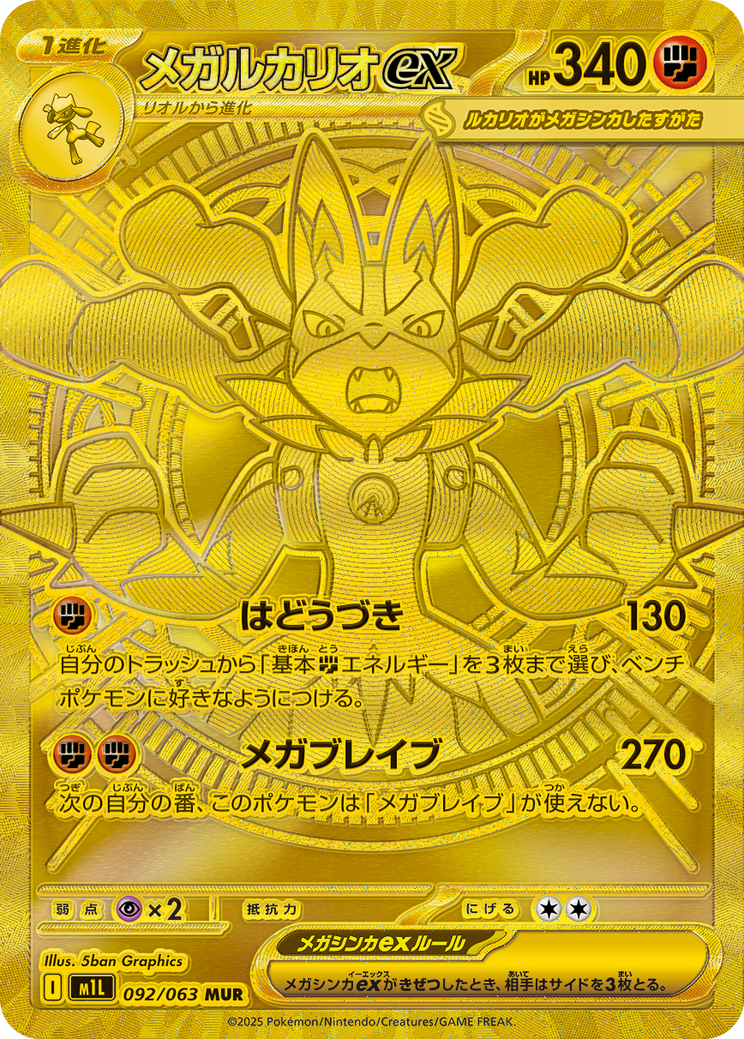 1進化
メガルカリオex
HP340
リオルから進化
ルカリオがメガシンカしたすがた
はどうづき 130
自分のトラッシュから「基本エネルギー」を3枚まで選び、ベンチ
ポケモンに好きなようにつける。
メガブレイブ 270
次の自分の番、このポケモンは「メガブレイブ」が使えない。
弱点 ×2 抵抗力 にげる
Illus. 5ban Graphics
メガシンカexルール
メガシンカexがきぜつしたとき、相手はサイドを3枚とる。
I m1L 092/063 MUR
©2025 Pokémon/Nintendo/Creatures/GAME FREAK.